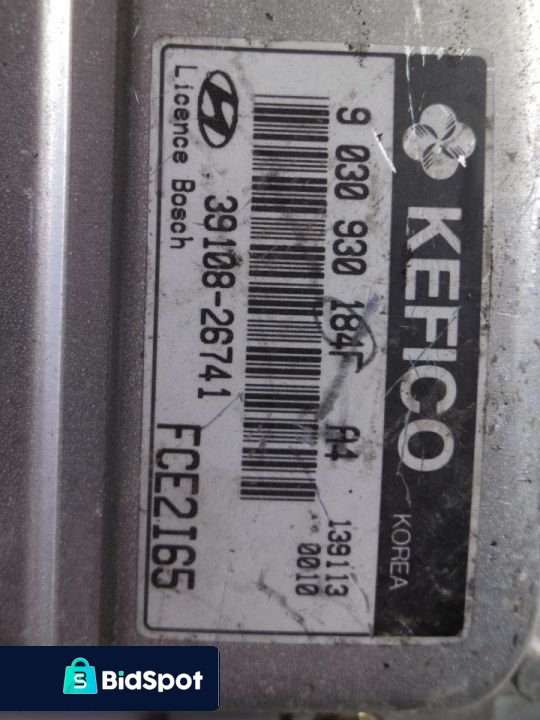 KEFICO KOREA
9 030 930 184F A4
139113
0010
39108-26741
Licence Bosch
FCE2I65
BidSpot